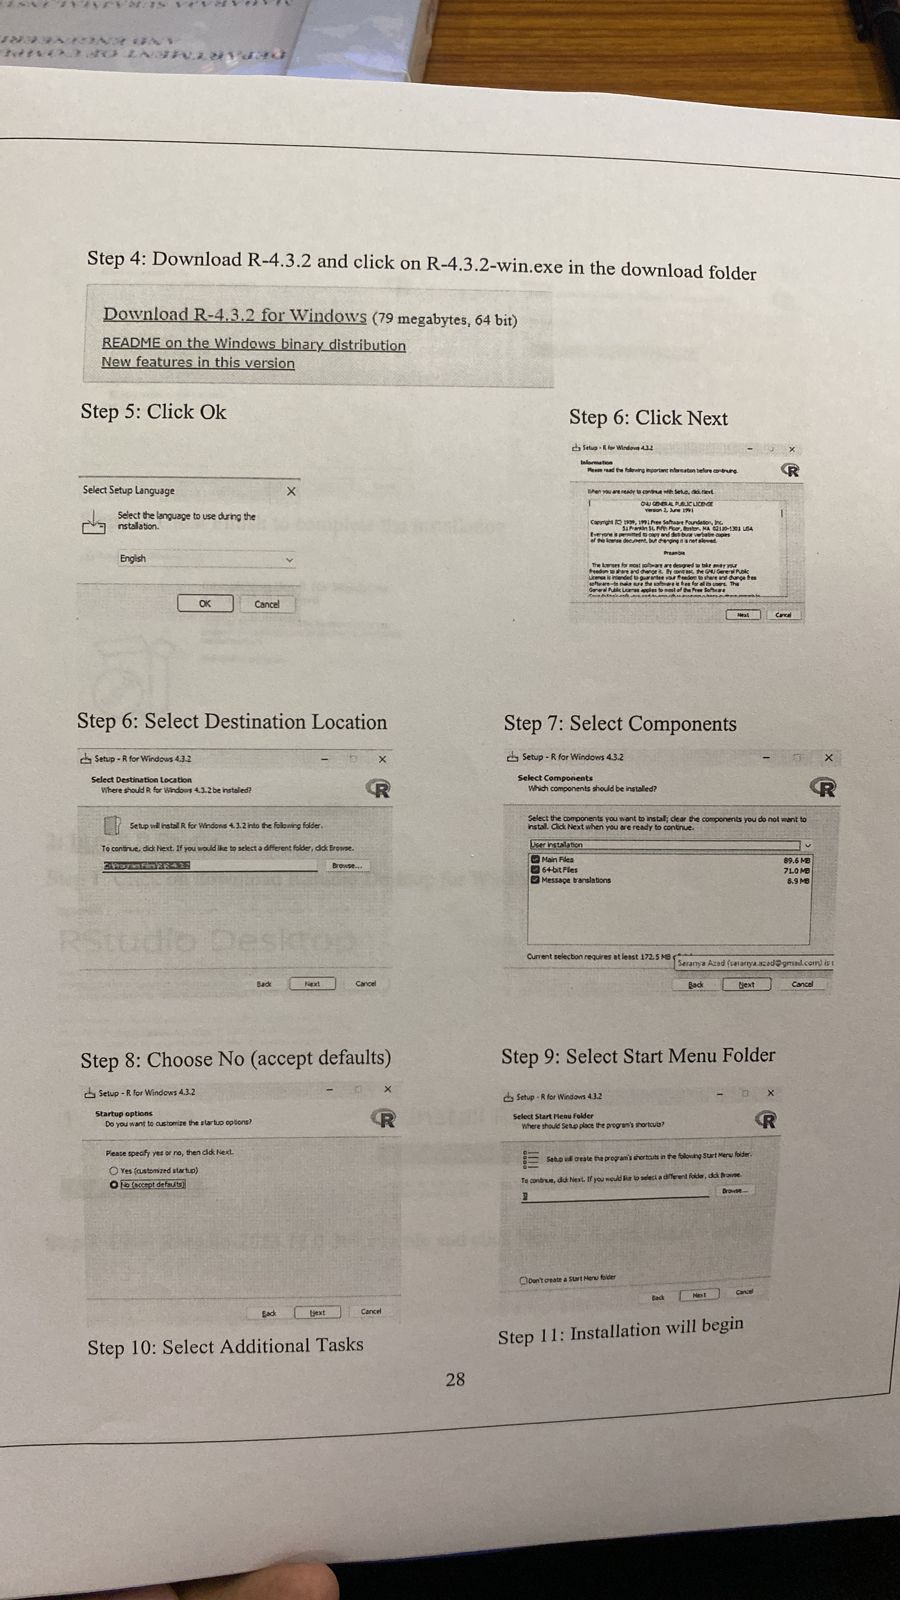 DEPARTMENT OF COMPU
AND ENGINEERI
Step 4: Download R-4.3.2 and click on R-4.3.2-win.exe in the download folder
Download R-4.3.2 for Windows (79 megabytes, 64 bit)
README on the Windows binary distribution
New features in this version
Step 5: Click Ok
Select Setup Language
Select the language to use during the
installation.
English
OK Cancel
Step 6: Click Next
Setup - R for Windows 4.3.2
Information
Please read the following important information before continuing.
When you are ready to continue with Setup, click Next.
GNU GENERAL PUBLIC LICENSE
Version 2, June 1991
Copyright (C) 1989, 1991 Free Software Foundation, Inc.
51 Franklin St, Fifth Floor, Boston, MA 02110-1301 USA
Everyone is permitted to copy and distribute verbatim copies
of this license document, but changing it is not allowed.
Preamble
The licenses for most software are designed to take away your
freedom to share and change it. By contrast, the GNU General Public
License is intended to guarantee your freedom to share and change free
software--to make sure the software is free for all its users. This
General Public License applies to most of the Free Software
Next Cancel
Step 6: Select Destination Location
Setup - R for Windows 4.3.2
Select Destination Location
Where should R for Windows 4.3.2 be installed?
Setup will install R for Windows 4.3.2 into the following folder.
To continue, click Next. If you would like to select a different folder, click Browse.
C:\Program Files\R\R-4.3.2 Browse...
Back Next Cancel
Step 7: Select Components
Setup - R for Windows 4.3.2
Select Components
Which components should be installed?
Select the components you want to install; clear the components you do not want to
install. Click Next when you are ready to continue.
User installation
Main Files 89.6 MB
64-bit Files 71.0 MB
Message translations 8.9 MB
Current selection requires at least 172.5 MB
Saranya Azad (saranya.azad@gmail.com) is
Back Next Cancel
Step 8: Choose No (accept defaults)
Setup - R for Windows 4.3.2
Startup options
Do you want to customize the startup options?
Please specify yes or no, then click Next.
Yes (customized startup)
No (accept defaults)
Back Next Cancel
Step 9: Select Start Menu Folder
Setup - R for Windows 4.3.2
Select Start Menu Folder
Where should Setup place the program's shortcuts?
Setup will create the program's shortcuts in the following Start Menu folder.
To continue, click Next. If you would like to select a different folder, click Browse.
R Browse...
Don't create a Start Menu folder
Back Next Cancel
Step 10: Select Additional Tasks
Step 11: Installation will begin
28